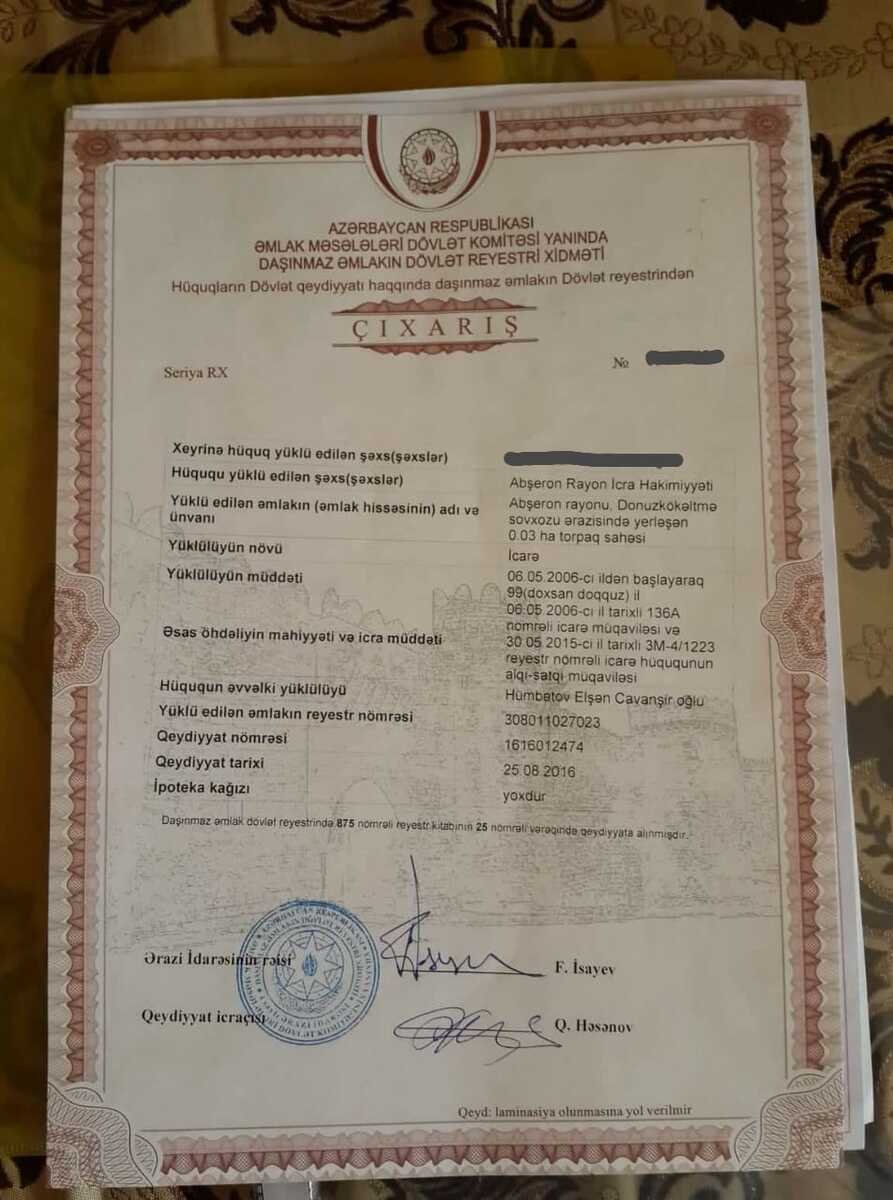 AZƏRBAYCAN RESPUBLİKASI
ƏMLAK MƏSƏLƏLƏRİ DÖVLƏT KOMİTƏSİ YANINDA
DAŞINMAZ ƏMLAKIN DÖVLƏT REYESTRİ XİDMƏTİ
Hüquqların Dövlət qeydiyyatı haqqında daşınmaz əmlakın Dövlət reyestrindən
ÇIXARIŞ
Seriya RX
№
Xeyrinə hüquq yüklü edilən şəxs(şəxslər)
Hüququ yüklü edilən şəxs(şəxslər)
Abşeron Rayon İcra Hakimiyyəti
Yüklü edilən əmlakın (əmlak hissəsinin) adı və
ünvanı
Abşeron rayonu, Donuzkökəltmə
sovxozu ərazisində yerləşən
0.03 ha torpaq sahəsi
Yüklülüyün növü
İcarə
Yüklülüyün müddəti
06.05.2006-cı ildən başlayaraq
99(doxsan doqquz) il
Əsas öhdəliyin mahiyyəti və icra müddəti
06.05.2006-cı il tarixli 136A
nömrəli icarə müqaviləsi və
30.05.2015-ci il tarixli 3M-4/1223
reyestr nömrəli icarə hüququnun
alqı-satqı müqaviləsi
Hüququn əvvəlki yüklülüyü
Hümbətov Elşən Cavanşir oğlu
Yüklü edilən əmlakın reyestr nömrəsi
308011027023
Qeydiyyat nömrəsi
1616012474
Qeydiyyat tarixi
25.08.2016
İpoteka kağızı
yoxdur
Daşınmaz əmlak dövlət reyestrində 875 nömrəli reyestr kitabının 25 nömrəli vərəqində qeydiyyata alınmışdır.
Ərazi İdarəsinin rəisi
F. İsayev
Qeydiyyat icraçısı
Q. Həsənov
Qeyd: laminasiya olunmasına yol verilmir